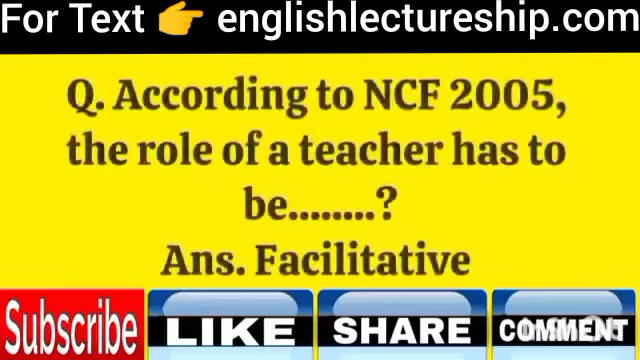 For Text 👉 englishlectureship.com
Q. According to NCF 2005,
the role of a teacher has to
be........?
Ans. Facilitative
Subscribe LIKE SHARE COMMENT